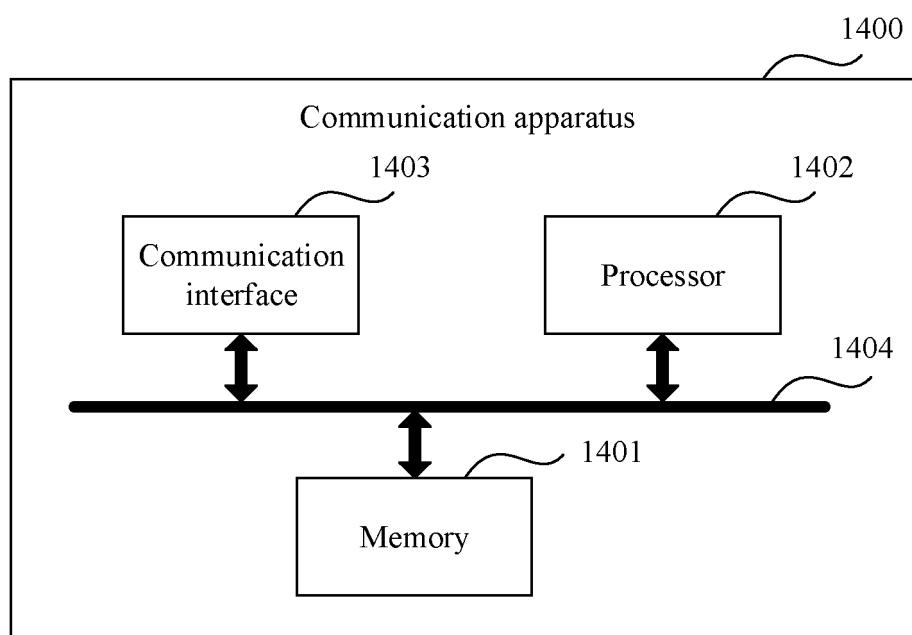 1400
Communication apparatus
1403
1402
Communication
interface
Processor
1404
1401
Memory